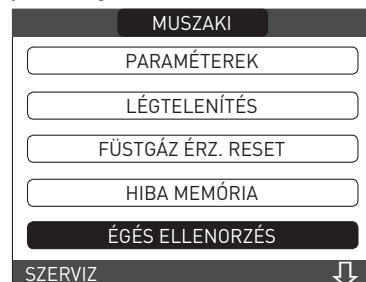 MUSZAKI
PARAMÉTEREK
LÉGTELENÍTÉS
FÜSTGÁZ ÉRZ. RESET
HIBA MEMÓRIA
ÉGÉS ELLENORZÉS
SZERVIZ